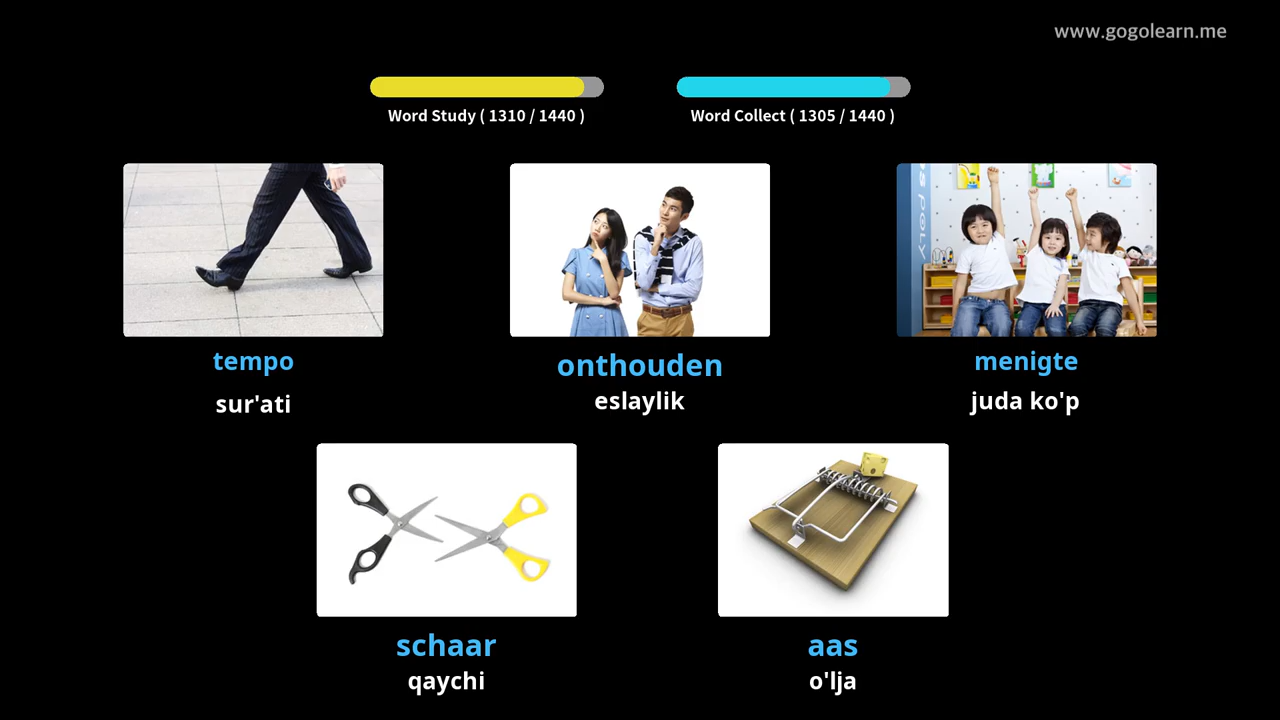 www.gogolearn.me
Word Study ( 1310 / 1440 )
Word Collect ( 1305 / 1440 )
tempo
sur'ati
onthouden
eslaylik
menigte
juda ko'p
schaar
qaychi
aas
o'lja